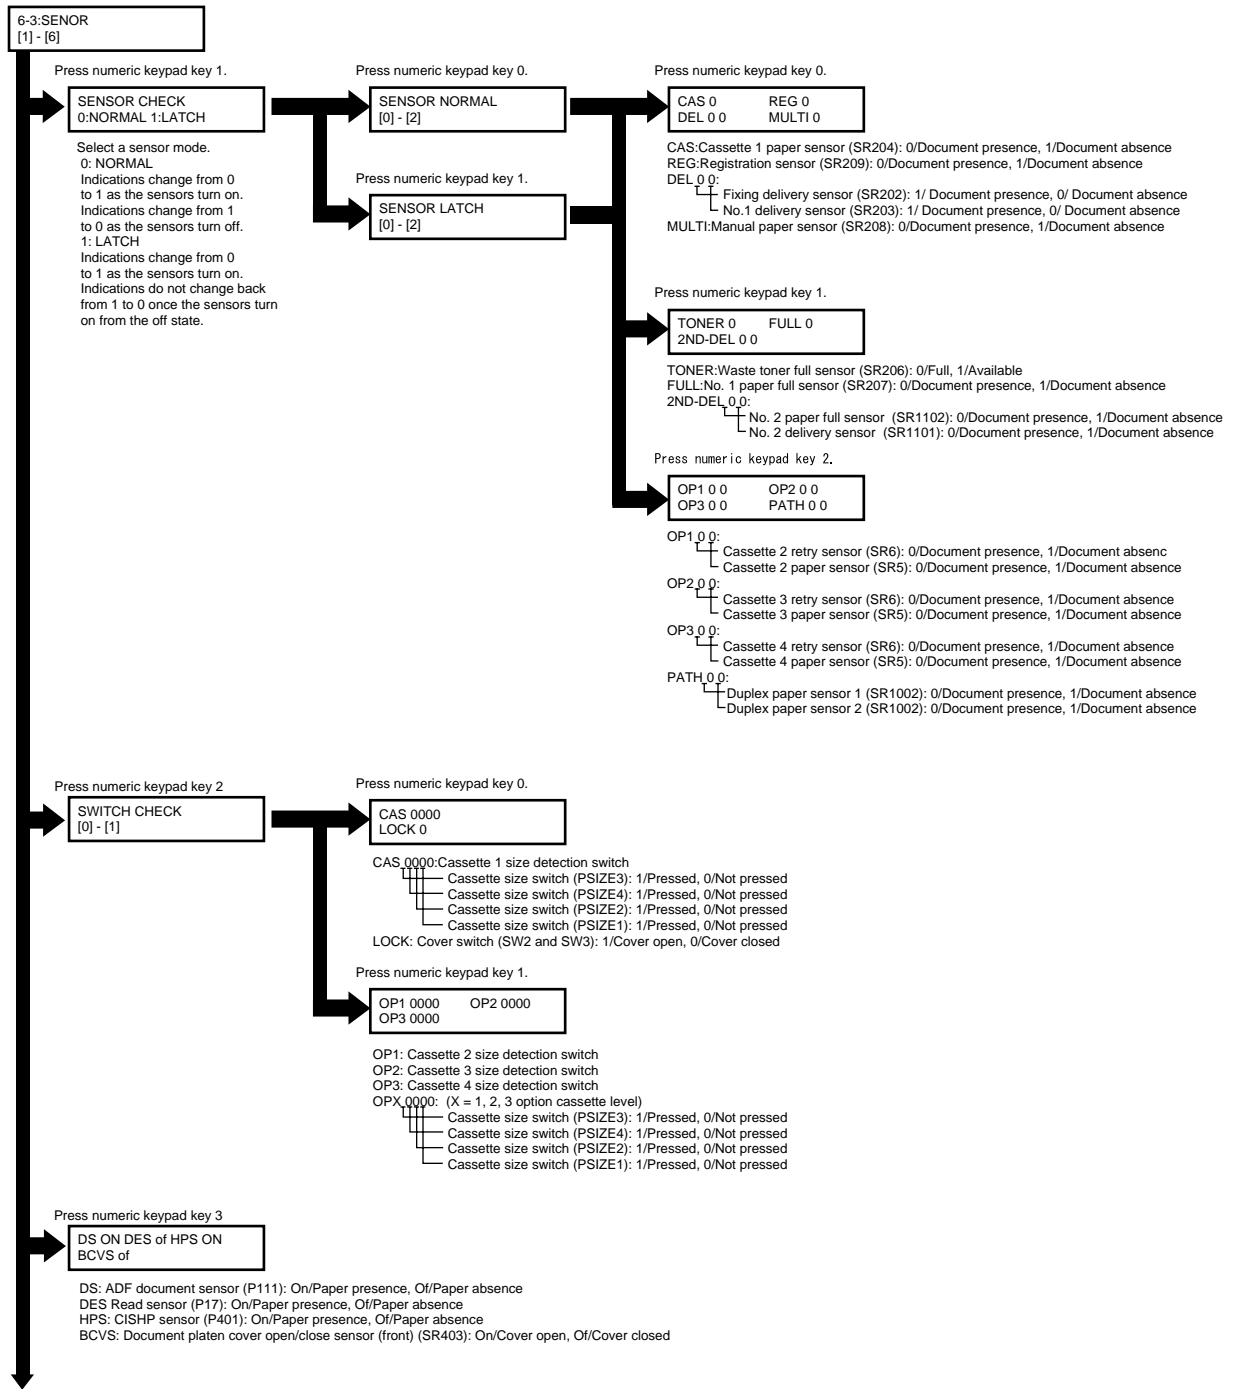 6-3:SENOR
[1] - [6]
Press numeric keypad key 1.
SENSOR CHECK
0:NORMAL 1:LATCH
Select a sensor mode.
0: NORMAL
Indications change from 0
to 1 as the sensors turn on.
Indications change from 1
to 0 as the sensors turn off.
1: LATCH
Indications change from 0
to 1 as the sensors turn on.
Indications do not change back
from 1 to 0 once the sensors turn
on from the off state.
Press numeric keypad key 0.
SENSOR NORMAL
[0] - [2]
Press numeric keypad key 1.
SENSOR LATCH
[0] - [2]
Press numeric keypad key 0.
CAS 0 REG 0
DEL 0 0 MULTI 0
CAS:Cassette 1 paper sensor (SR204): 0/Document presence, 1/Document absence
REG:Registration sensor (SR209): 0/Document presence, 1/Document absence
DEL 0 0:
Fixing delivery sensor (SR202): 1/ Document presence, 0/ Document absence
No.1 delivery sensor (SR203): 1/ Document presence, 0/ Document absence
MULTI:Manual paper sensor (SR208): 0/Document presence, 1/Document absence
Press numeric keypad key 1.
TONER 0 FULL 0
2ND-DEL 0 0
TONER:Waste toner full sensor (SR206): 0/Full, 1/Available
FULL:No. 1 paper full sensor (SR207): 0/Document presence, 1/Document absence
2ND-DEL 0 0:
No. 2 paper full sensor (SR1102): 0/Document presence, 1/Document absence
No. 2 delivery sensor (SR1101): 0/Document presence, 1/Document absence
Press numeric keypad key 2.
OP1 0 0 OP2 0 0
OP3 0 0 PATH 0 0
OP1 0 0:
Cassette 2 retry sensor (SR6): 0/Document presence, 1/Document absenc
Cassette 2 paper sensor (SR5): 0/Document presence, 1/Document absence
OP2 0 0:
Cassette 3 retry sensor (SR6): 0/Document presence, 1/Document absence
Cassette 3 paper sensor (SR5): 0/Document presence, 1/Document absence
OP3 0 0:
Cassette 4 retry sensor (SR6): 0/Document presence, 1/Document absence
Cassette 4 paper sensor (SR5): 0/Document presence, 1/Document absence
PATH 0 0:
Duplex paper sensor 1 (SR1002): 0/Document presence, 1/Document absence
Duplex paper sensor 2 (SR1002): 0/Document presence, 1/Document absence
Press numeric keypad key 2
SWITCH CHECK
[0] - [1]
Press numeric keypad key 0.
CAS 0000
LOCK 0
CAS 0000:Cassette 1 size detection switch
Cassette size switch (PSIZE3): 1/Pressed, 0/Not pressed
Cassette size switch (PSIZE4): 1/Pressed, 0/Not pressed
Cassette size switch (PSIZE2): 1/Pressed, 0/Not pressed
Cassette size switch (PSIZE1): 1/Pressed, 0/Not pressed
LOCK: Cover switch (SW2 and SW3): 1/Cover open, 0/Cover closed
Press numeric keypad key 1.
OP1 0000 OP2 0000
OP3 0000
OP1: Cassette 2 size detection switch
OP2: Cassette 3 size detection switch
OP3: Cassette 4 size detection switch
OPX 0000: (X = 1, 2, 3 option cassette level)
Cassette size switch (PSIZE3): 1/Pressed, 0/Not pressed
Cassette size switch (PSIZE4): 1/Pressed, 0/Not pressed
Cassette size switch (PSIZE2): 1/Pressed, 0/Not pressed
Cassette size switch (PSIZE1): 1/Pressed, 0/Not pressed
Press numeric keypad key 3
DS ON DES of HPS ON
BCVS of
DS: ADF document sensor (P111): On/Paper presence, Of/Paper absence
DES Read sensor (P17): On/Paper presence, Of/Paper absence
HPS: CISHP sensor (P401): On/Paper presence, Of/Paper absence
BCVS: Document platen cover open/close sensor (front) (SR403): On/Cover open, Of/Cover closed